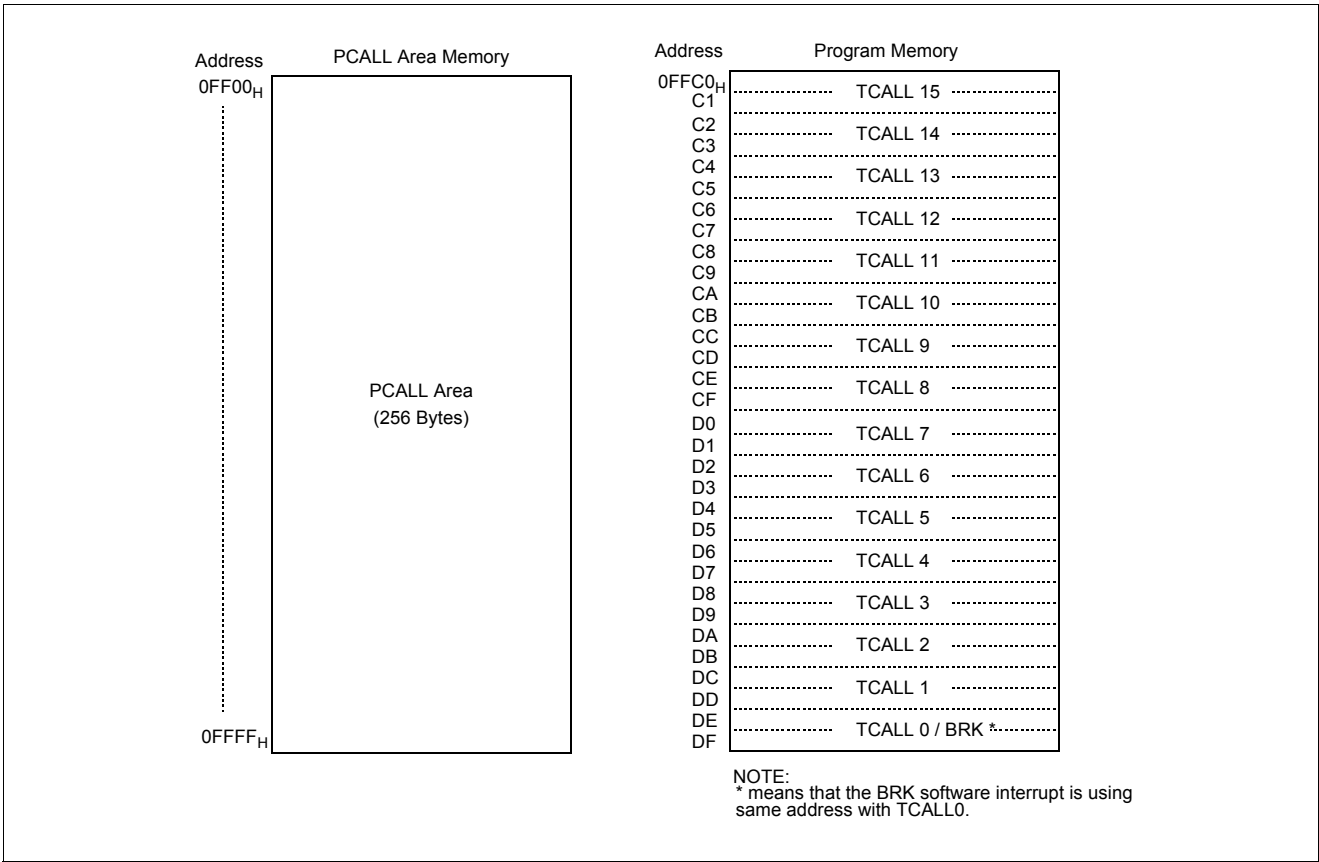 Address PCALL Area Memory
0FF00H
PCALL Area
(256 Bytes)
0FFFFH
Address Program Memory
0FFC0H
C1
TCALL 15
C2
C3
TCALL 14
C4
C5
TCALL 13
C6
C7
TCALL 12
C8
C9
TCALL 11
CA
CB
TCALL 10
CC
CD
TCALL 9
CE
CF
TCALL 8
D0
D1
TCALL 7
D2
D3
TCALL 6
D4
D5
TCALL 5
D6
D7
TCALL 4
D8
D9
TCALL 3
DA
DB
TCALL 2
DC
DD
TCALL 1
DE
DF
TCALL 0 / BRK *
NOTE:
* means that the BRK software interrupt is using
same address with TCALL0.